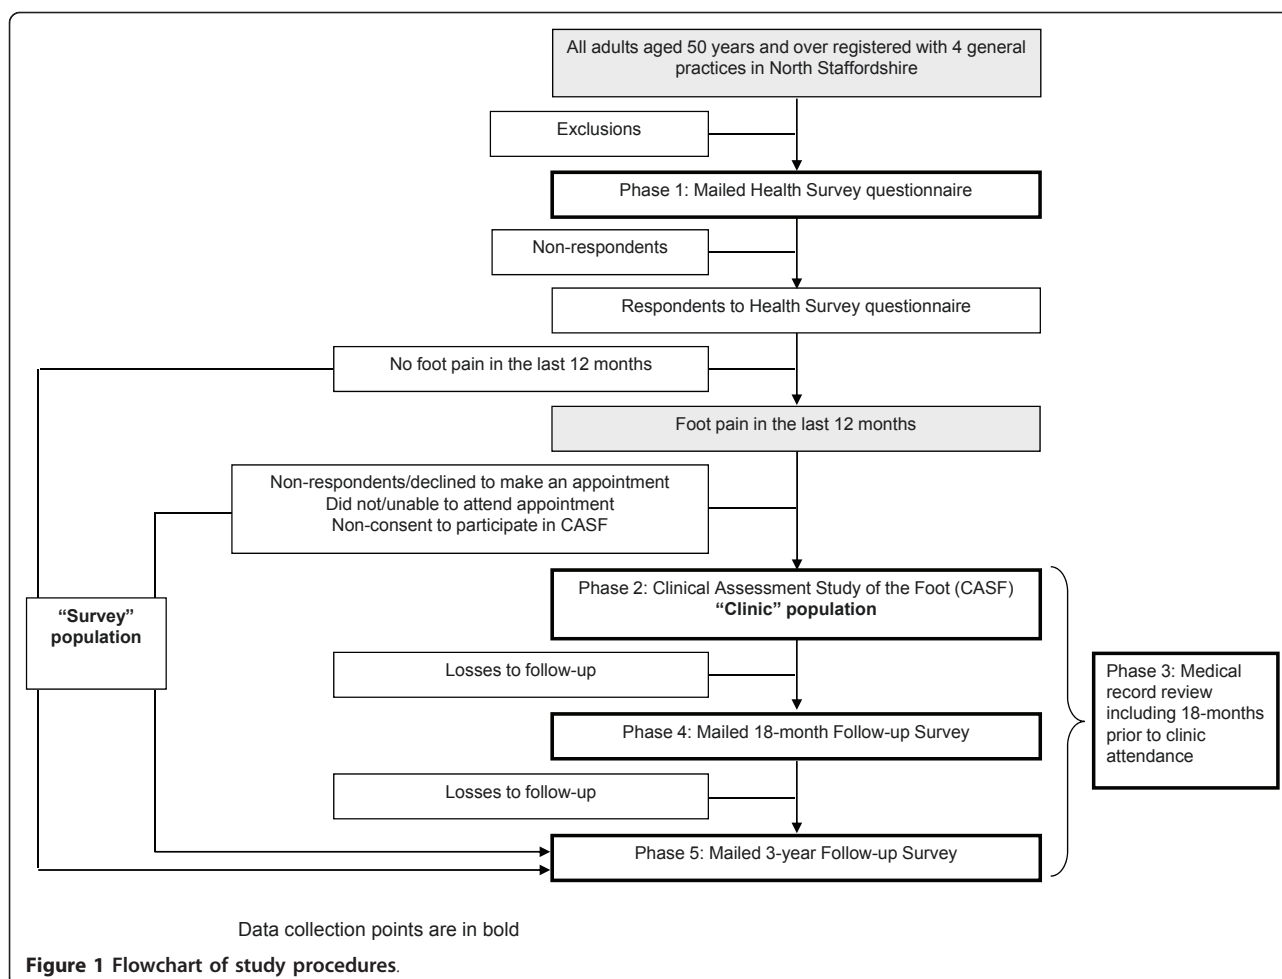 All adults aged 50 years and over registered with 4 general
practices in North Staffordshire
Exclusions
Phase 1: Mailed Health Survey questionnaire
Non-respondents
Respondents to Health Survey questionnaire
No foot pain in the last 12 months
Foot pain in the last 12 months
Non-respondents/declined to make an appointment
Did not/unable to attend appointment
Non-consent to participate in CASF
Phase 2: Clinical Assessment Study of the Foot (CASF)
“Clinic” population
“Survey”
population
Losses to follow-up
Phase 3: Medical
record review
including 18-months
prior to clinic
attendance
Phase 4: Mailed 18-month Follow-up Survey
Losses to follow-up
Phase 5: Mailed 3-year Follow-up Survey
Data collection points are in bold
Figure 1 Flowchart of study procedures.